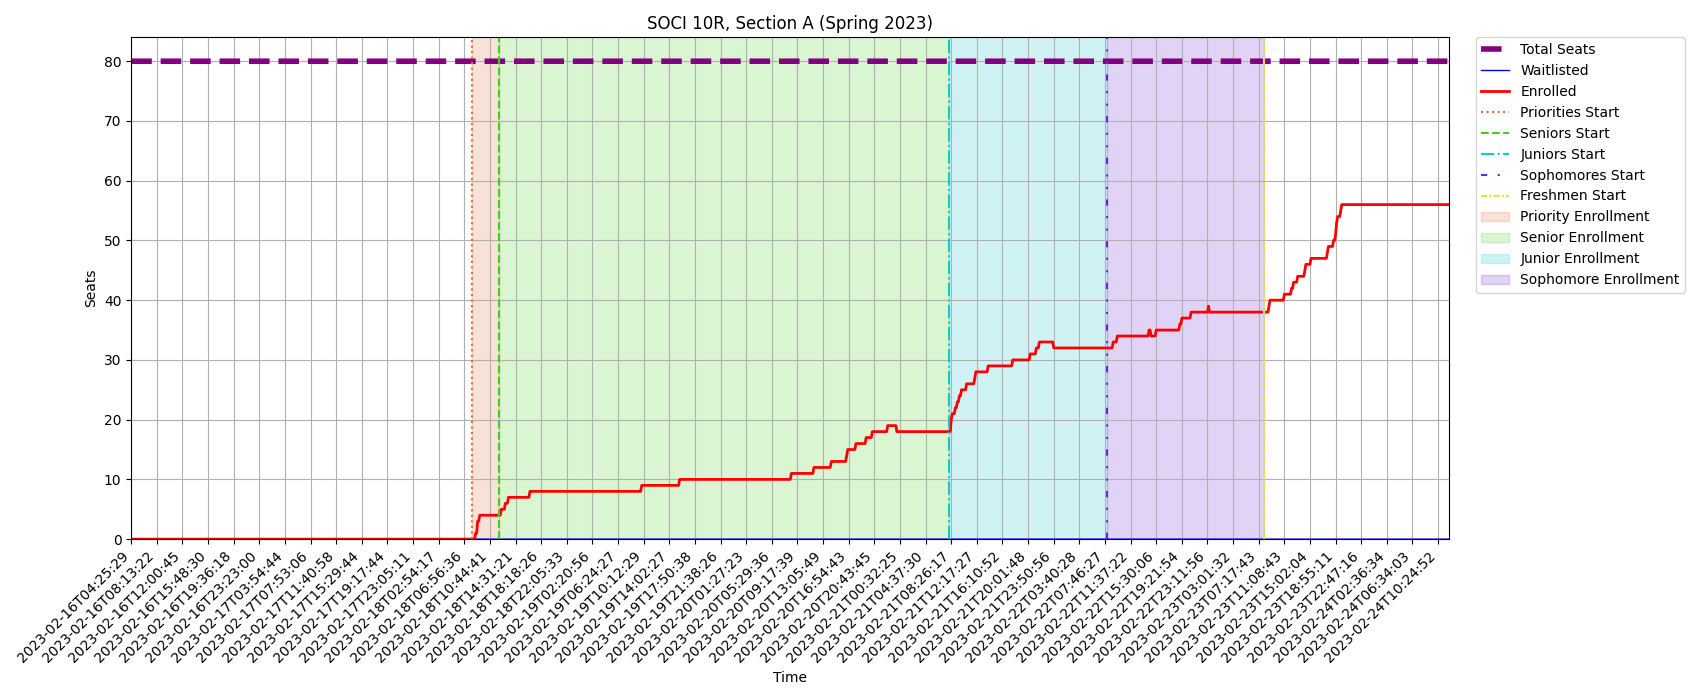 SOCI 10R, Section A (Spring 2023)
Seats
80
70
60
50
40
30
20
10
0
2023-02-16T04:25:29
2023-02-16T08:13:22
2023-02-16T12:00:45
2023-02-16T15:48:30
2023-02-16T19:36:18
2023-02-16T23:23:00
2023-02-17T03:54:44
2023-02-17T07:53:06
2023-02-17T11:40:58
2023-02-17T15:29:44
2023-02-17T19:17:44
2023-02-17T23:05:11
2023-02-18T02:54:17
2023-02-18T06:56:36
2023-02-18T10:44:41
2023-02-18T14:31:21
2023-02-18T18:18:26
2023-02-18T22:05:33
2023-02-19T02:20:56
2023-02-19T06:24:27
2023-02-19T10:12:29
2023-02-19T14:02:27
2023-02-19T17:50:38
2023-02-19T21:38:26
2023-02-20T01:27:23
2023-02-20T05:29:36
2023-02-20T09:17:39
2023-02-20T13:05:49
2023-02-20T16:54:43
2023-02-20T20:43:45
2023-02-21T00:32:25
2023-02-21T04:37:30
2023-02-21T08:26:17
2023-02-21T12:17:27
2023-02-21T16:10:52
2023-02-21T20:01:48
2023-02-21T23:50:56
2023-02-22T03:40:28
2023-02-22T07:46:27
2023-02-22T11:37:22
2023-02-22T15:30:06
2023-02-22T19:21:54
2023-02-22T23:11:56
2023-02-23T03:01:32
2023-02-23T07:17:43
2023-02-23T11:08:43
2023-02-23T15:02:04
2023-02-23T18:55:11
2023-02-23T22:47:16
2023-02-24T02:36:34
2023-02-24T06:34:03
2023-02-24T10:24:52
Time
Total Seats
Waitlisted
Enrolled
Priorities Start
Seniors Start
Juniors Start
Sophomores Start
Freshmen Start
Priority Enrollment
Senior Enrollment
Junior Enrollment
Sophomore Enrollment